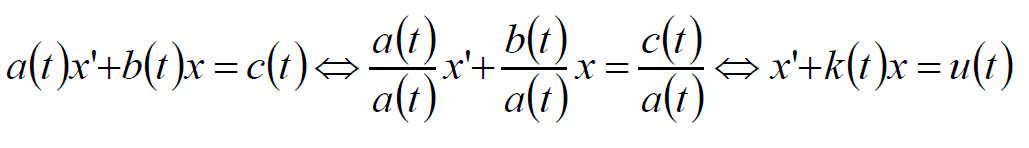 a(t)x'+b(t)x = c(t) ⇔ a(t)/a(t) x'+ b(t)/a(t) x = c(t)/a(t) ⇔ x'+k(t)x = u(t)